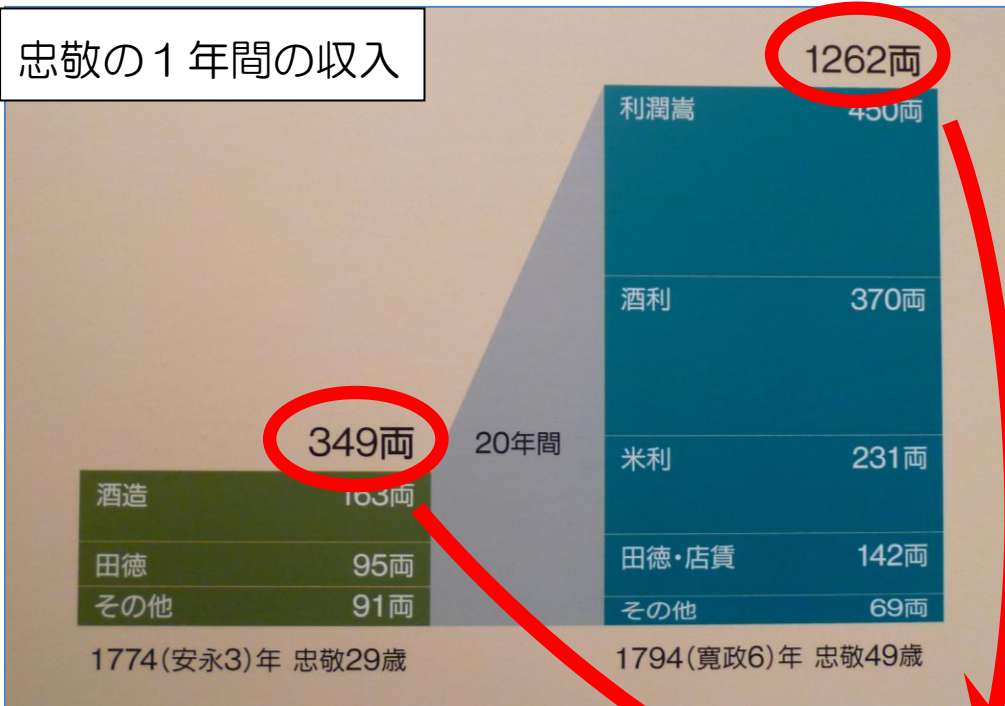 忠敬の1年間の収入
1262両
利潤嵩 450両
酒利 370両
349両
20年間
米利 231両
酒造 163両
田徳 95両
田徳・店賃 142両
その他 91両
その他 69両
1774(安永3)年 忠敬29歳
1794(寛政6)年 忠敬49歳